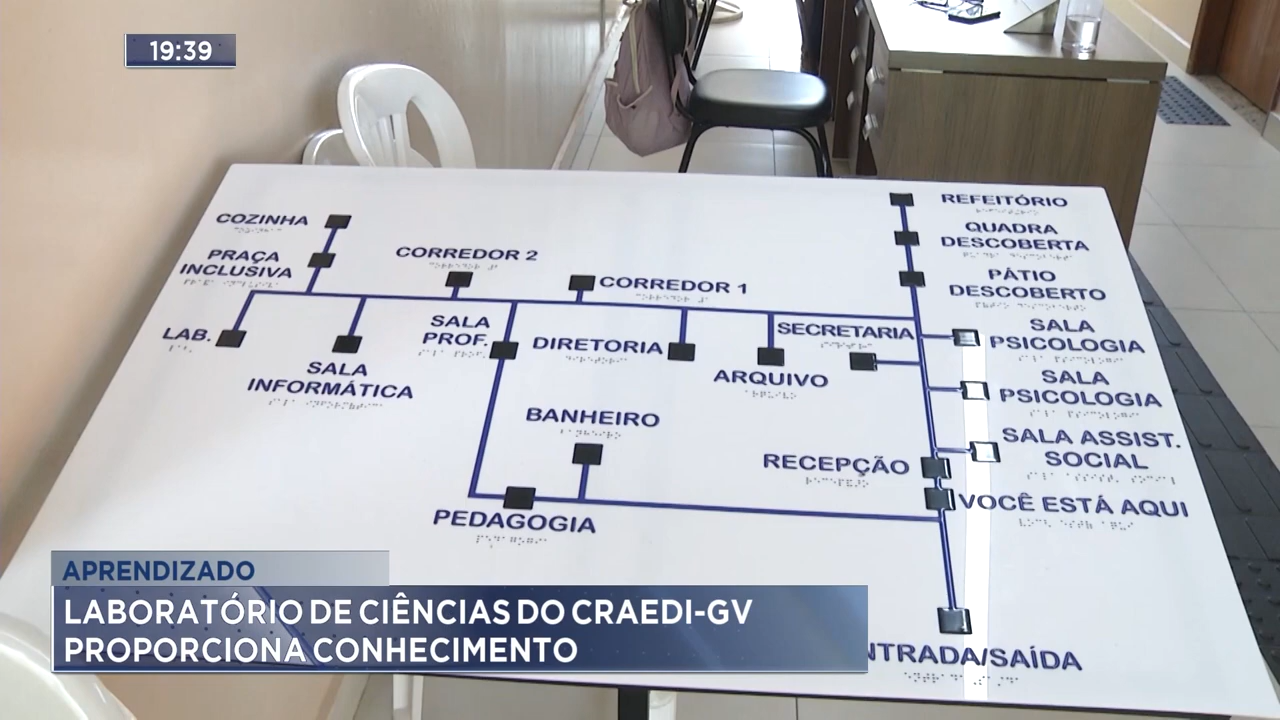 19:39
COZINHA
PRAÇA
INCLUSIVA
LAB.
SALA
INFORMÁTICA
CORREDOR 2
SALA
PROF.
CORREDOR 1
DIRETORIA
ARQUIVO
SECRETARIA
BANHEIRO
PEDAGOGIA
RECEPÇÃO
REFEITÓRIO
QUADRA
DESCOBERTA
PÁTIO
DESCOBERTO
SALA
PSICOLOGIA
SALA
PSICOLOGIA
SALA ASSIST.
SOCIAL
VOCÊ ESTÁ AQUI
NTRADA/SAÍDA
APRENDIZADO
LABORATÓRIO DE CIÊNCIAS DO CRAEDI-GV
PROPORCIONA CONHECIMENTO